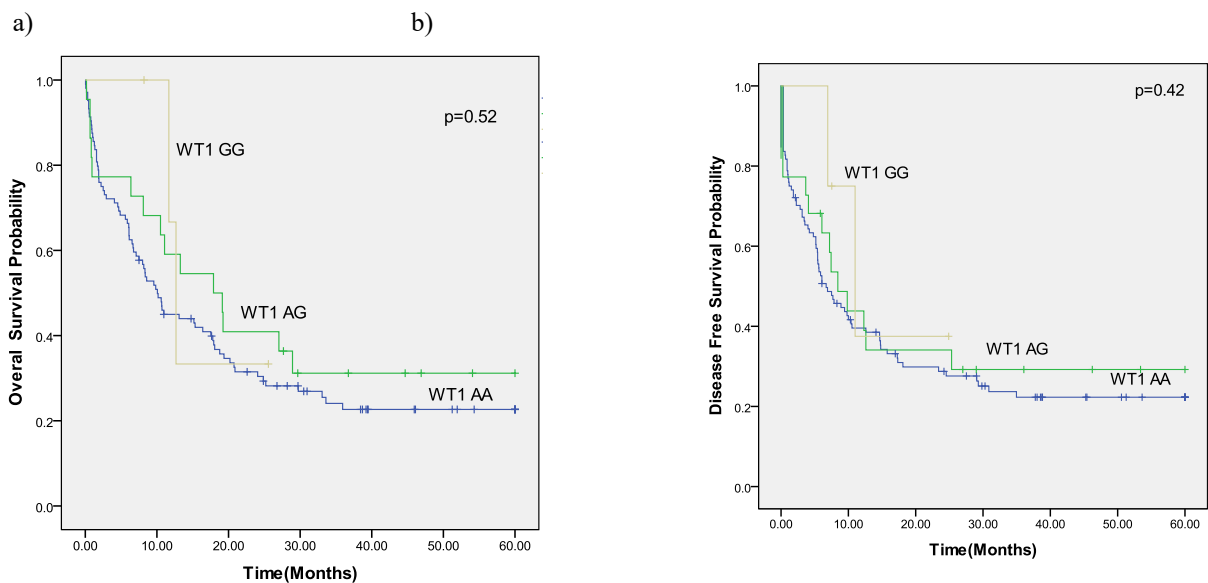 a)
b)
Overal Survival Probability
1.0
0.8
0.6
0.4
0.2
0.0
p=0.52
WT1 GG
WT1 AG
WT1 AA
0.00 10.00 20.00 30.00 40.00 50.00 60.00
Time(Months)
Disease Free Survival Probability
1.0
0.8
0.6
0.4
0.2
0.0
p=0.42
WT1 GG
WT1 AG
WT1 AA
0.00 10.00 20.00 30.00 40.00 50.00 60.00
Time(Months)